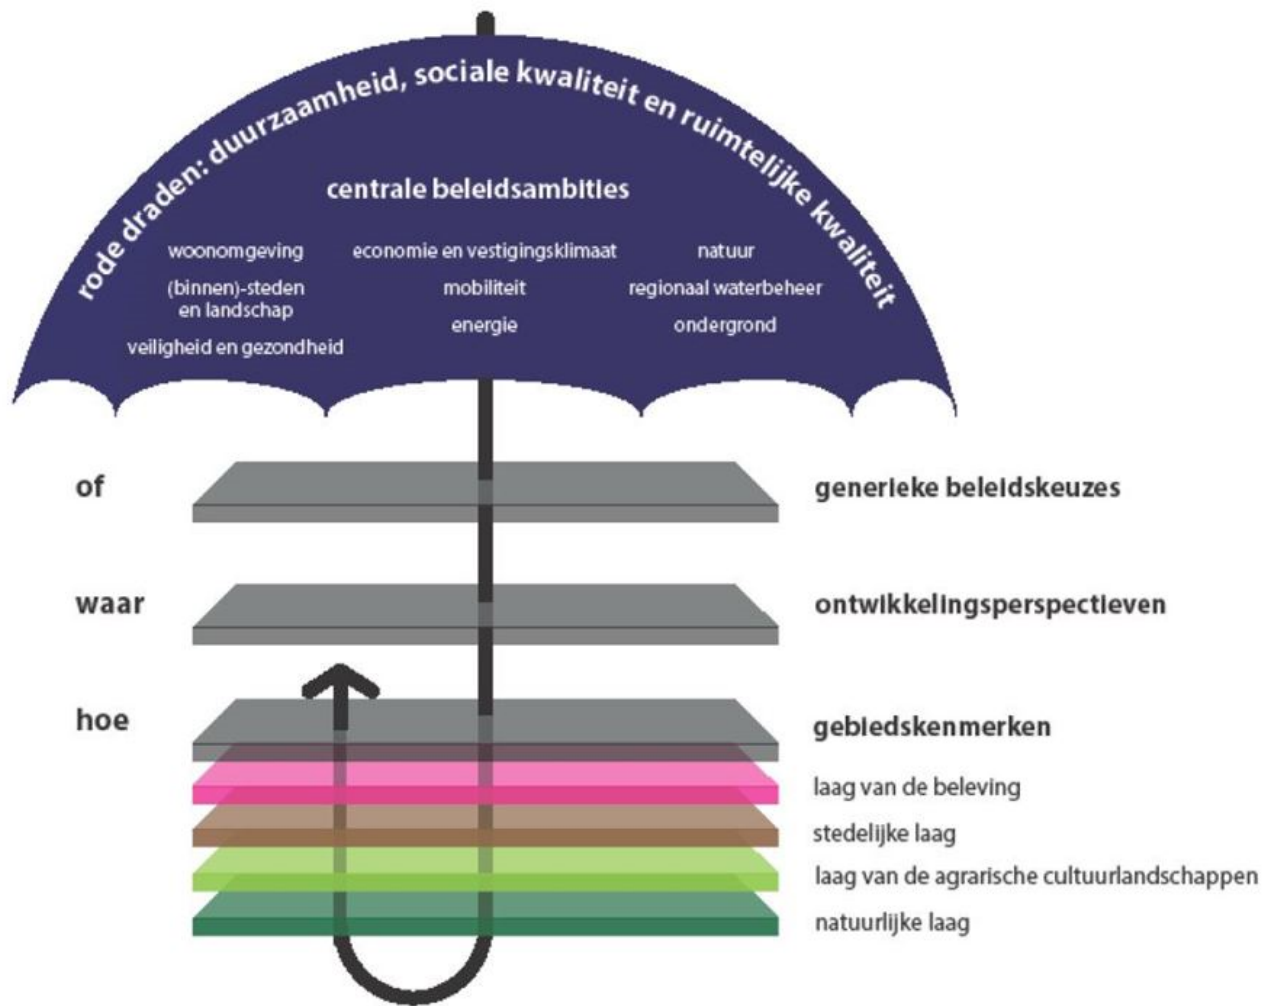 rode draden: duurzaamheid, sociale kwaliteit en ruimtelijke kwaliteit
centrale beleidsambities
woonomgeving
(binnen)-steden
en landschap
veiligheid en gezondheid
economie en vestigingsklimaat
mobiliteit
energie
natuur
regionaal waterbeheer
ondergrond
of
generieke beleidskeuzes
waar
ontwikkelingsperspectieven
hoe
gebiedskenmerken
laag van de beleving
stedelijke laag
laag van de agrarische cultuurlandschappen
natuurlijke laag